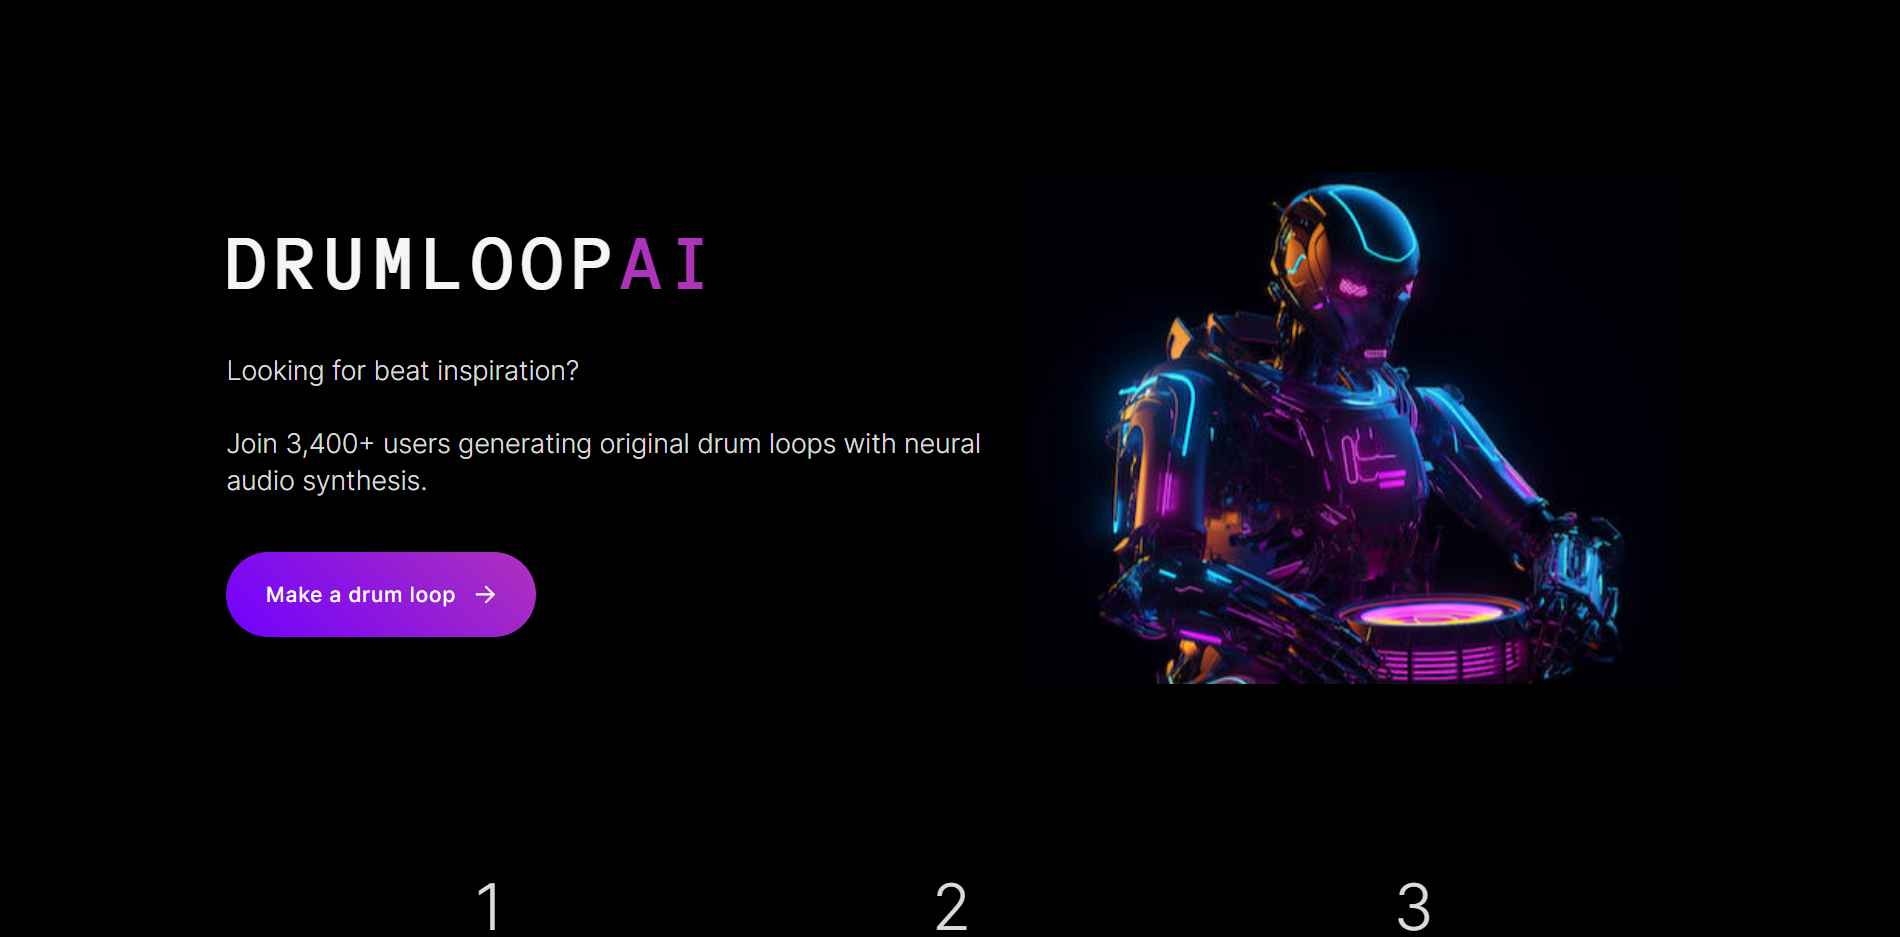 DRUMLOOPAI
Looking for beat inspiration?
Join 3,400+ users generating original drum loops with neural
audio synthesis.
Make a drum loop →
1 2 3